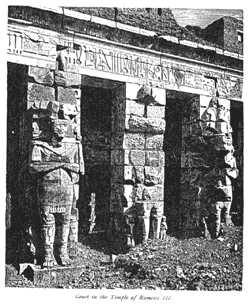 Court in the Temple of Rameses III.